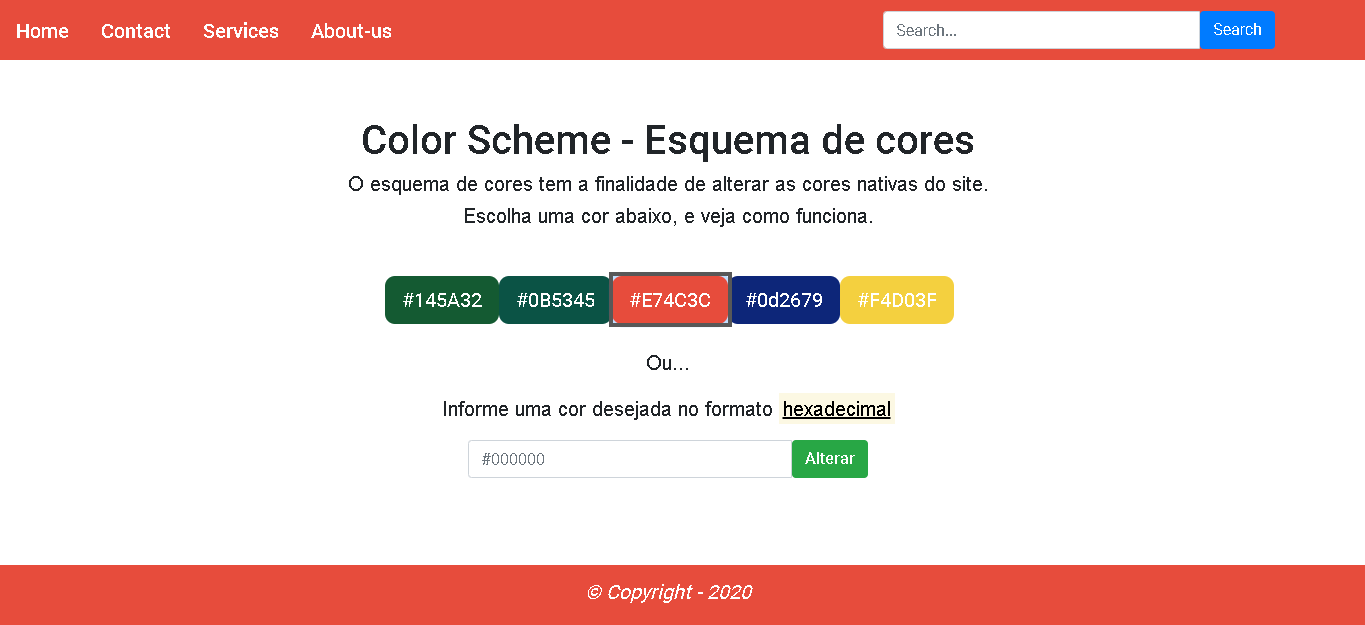 Home Contact Services About-us Search... Search
Color Scheme - Esquema de cores
O esquema de cores tem a finalidade de alterar as cores nativas do site.
Escolha uma cor abaixo, e veja como funciona.
#145A32 #0B5345 #E74C3C #0d2679 #F4D03F
Ou...
Informe uma cor desejada no formato hexadecimal
#000000 Alterar
© Copyright - 2020